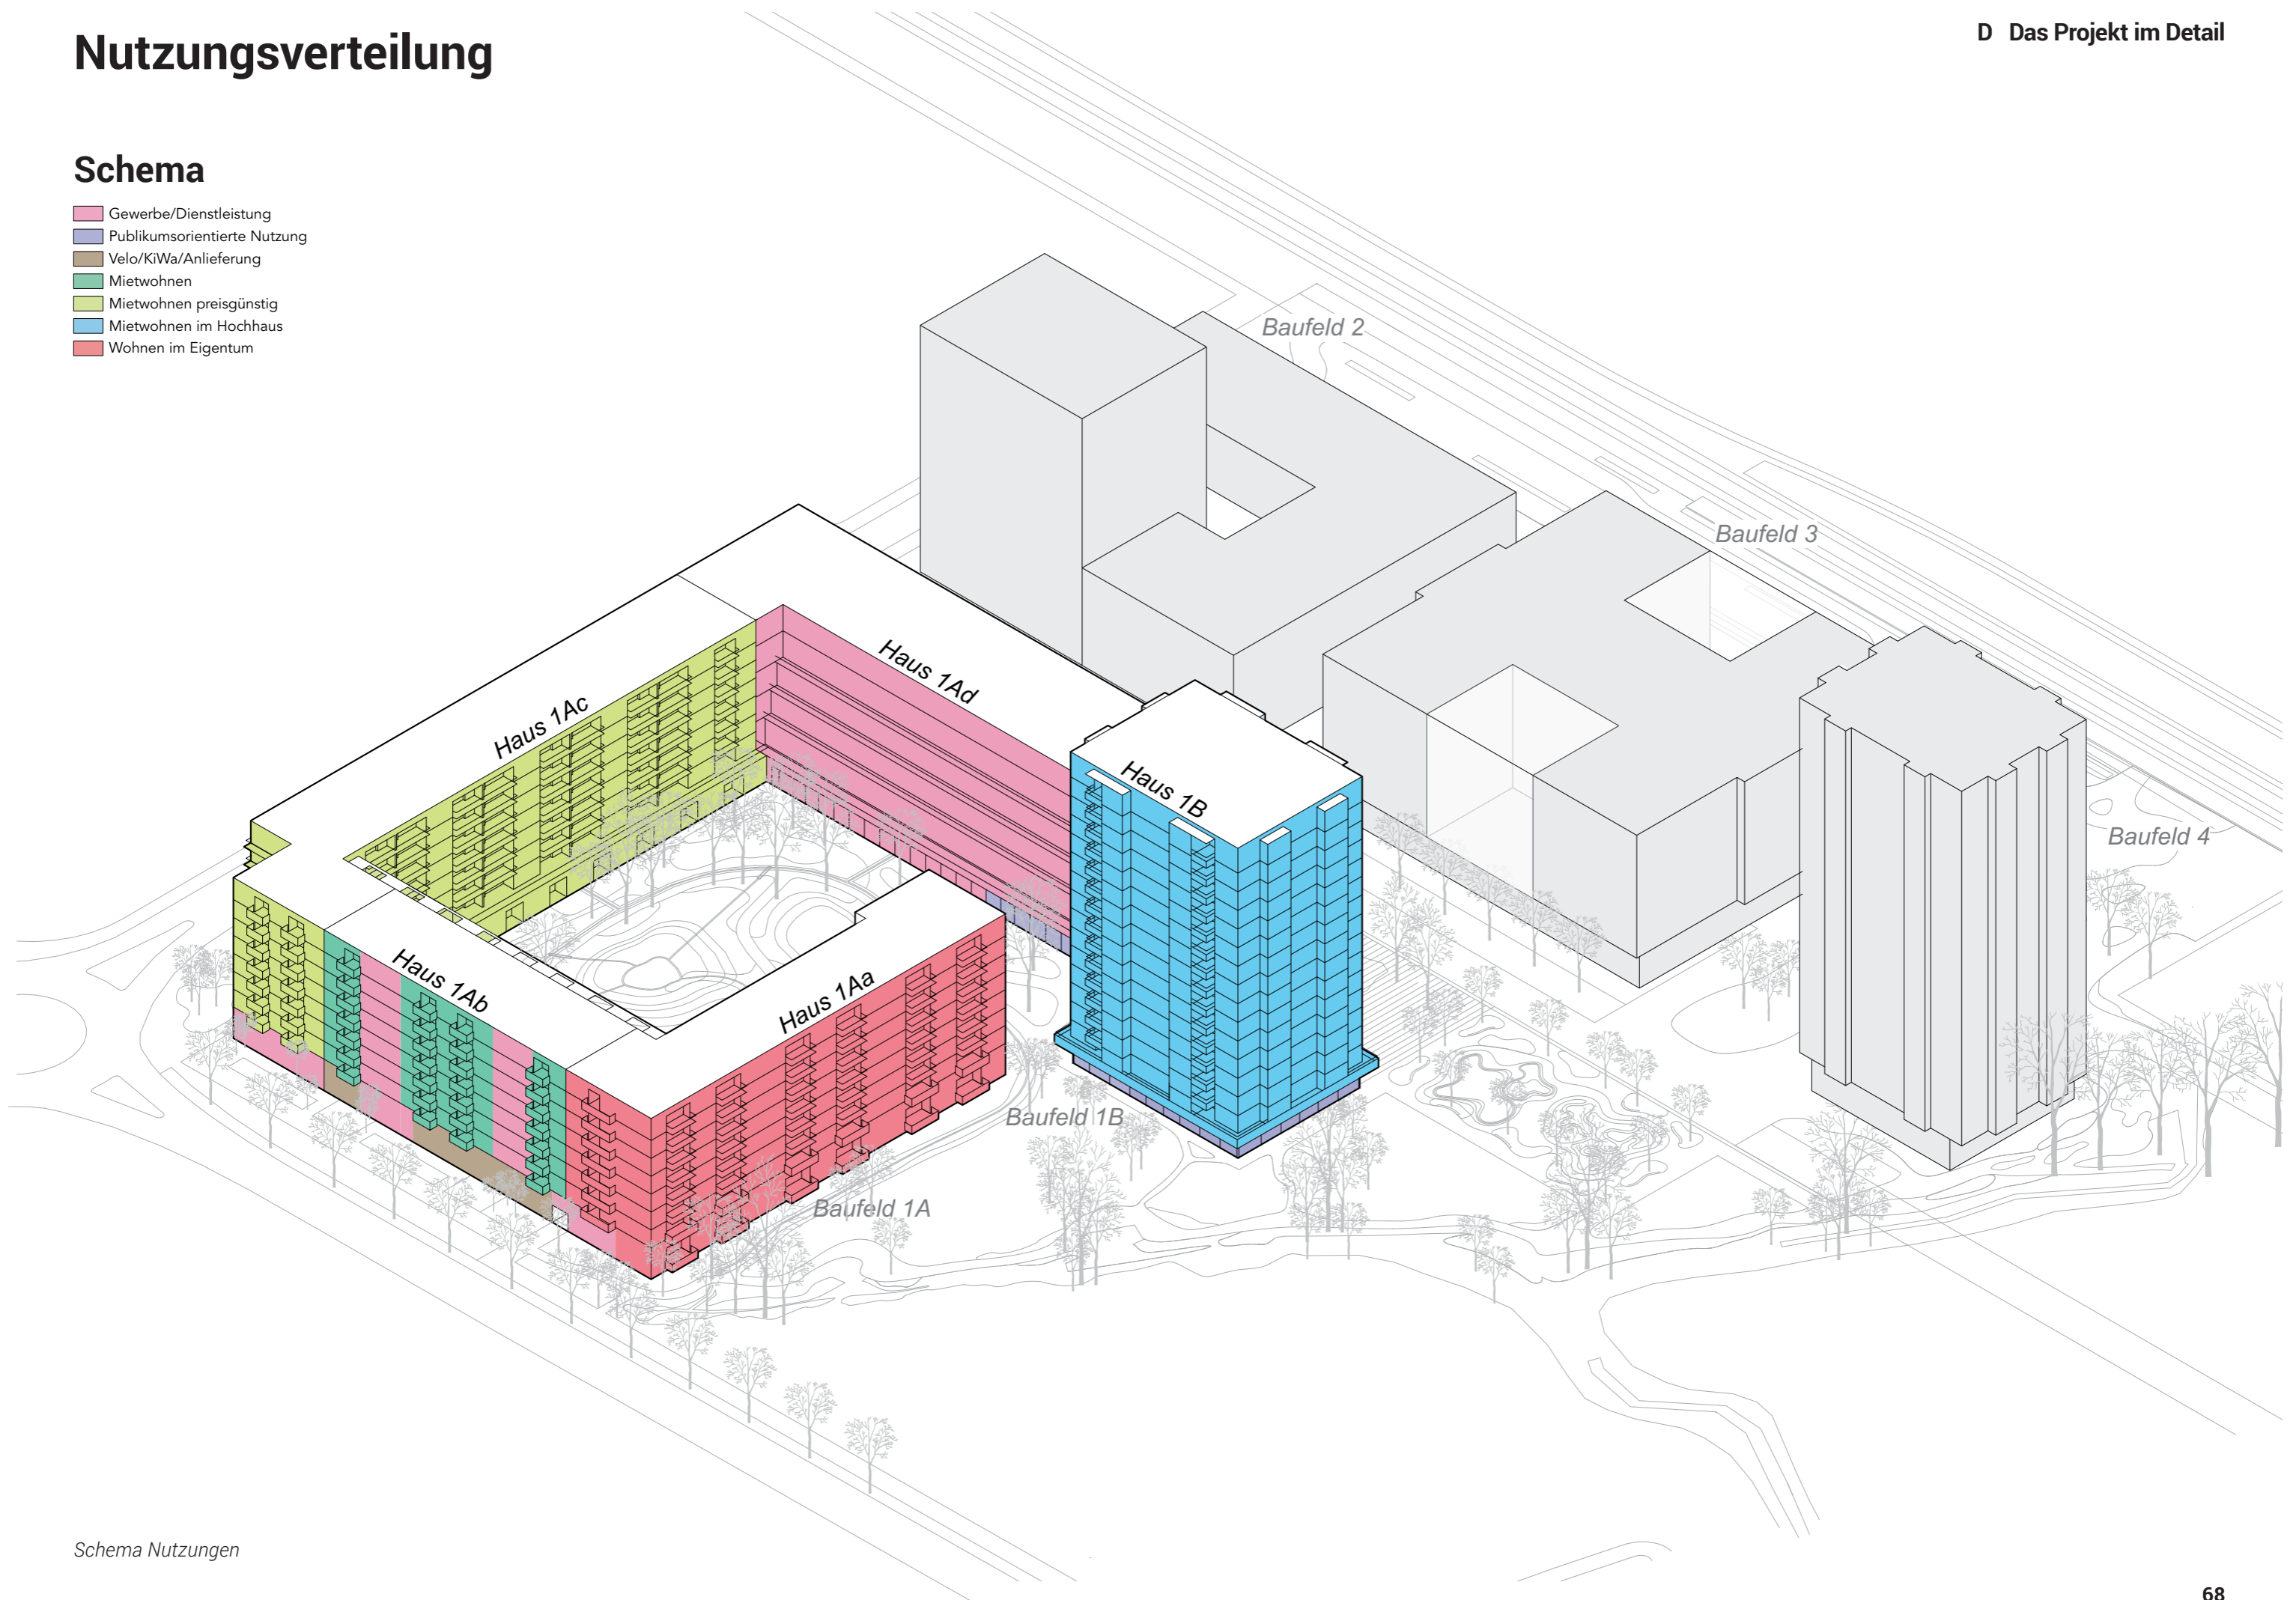 D Das Projekt im Detail
Nutzungsverteilung
Schema
Gewerbe/Dienstleistung
Publikumsorientierte Nutzung
Velo/KiWa/Anlieferung
Mietwohnen
Mietwohnen preisgünstig
Mietwohnen im Hochhaus
Wohnen im Eigentum
Baufeld 2
Baufeld 3
Haus 1Ad
Haus 1Ac
Haus 1B
Baufeld 4
Haus 1Ab
Haus 1Aa
Baufeld 1B
Baufeld 1A
Schema Nutzungen
68